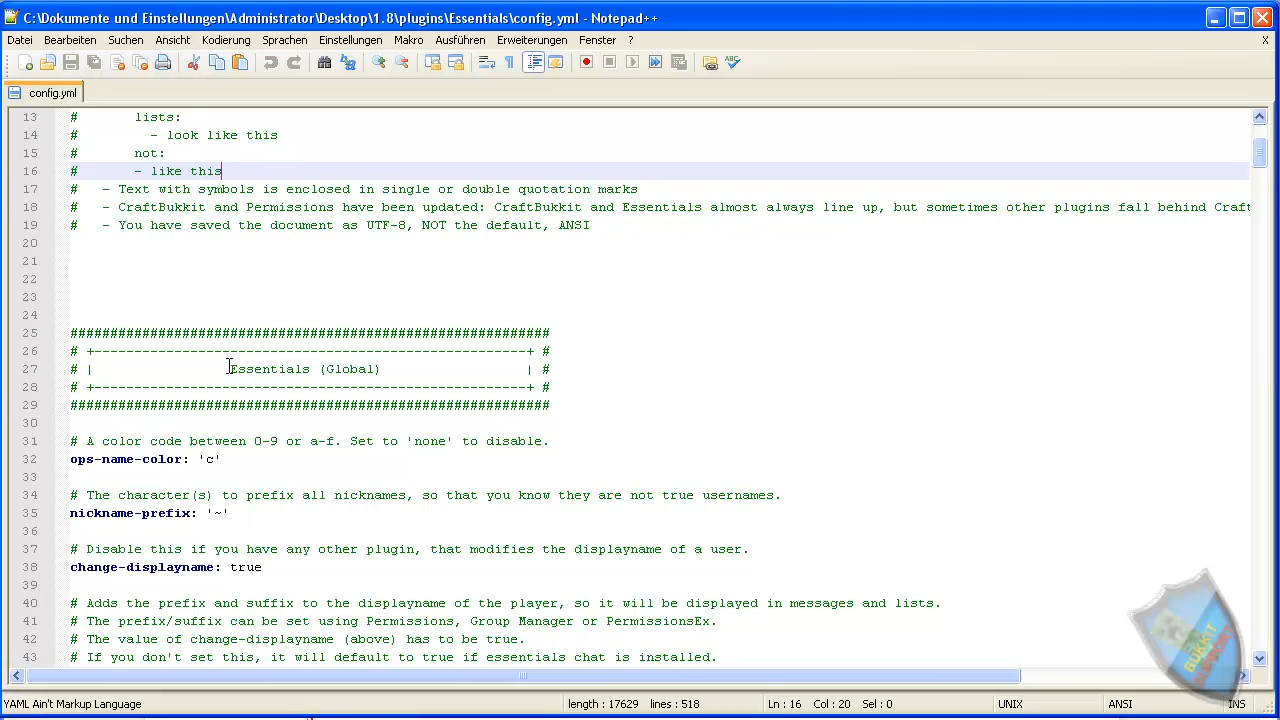 C:\Dokumente und Einstellungen\Administrator\Desktop\1.8\plugins\Essentials\config.yml - Notepad++
Datei Bearbeiten Suchen Ansicht Kodierung Sprachen Einstellungen Makro Ausführen Erweiterungen Fenster ? X
config.yml
13 #       lists:
14 #         - look like this
15 #       not:
16 #       - like this
17 #   - Text with symbols is enclosed in single or double quotation marks
18 #   - CraftBukkit and Permissions have been updated: CraftBukkit and Essentials almost always line up, but sometimes other plugins fall behind Craft
19 #   - You have saved the document as UTF-8, NOT the default, ANSI
20
21
22
23
24
25 ############################################################
26 # +------------------------------------------------------+ #
27 # |                 Essentials (Global)                  | #
28 # +------------------------------------------------------+ #
29 ############################################################
30
31 # A color code between 0-9 or a-f. Set to 'none' to disable.
32 ops-name-color: 'c'
33
34 # The character(s) to prefix all nicknames, so that you know they are not true usernames.
35 nickname-prefix: '~'
36
37 # Disable this if you have any other plugin, that modifies the displayname of a user.
38 change-displayname: true
39
40 # Adds the prefix and suffix to the displayname of the player, so it will be displayed in messages and lists.
41 # The prefix/suffix can be set using Permissions, Group Manager or PermissionsEx.
42 # The value of change-displayname (above) has to be true.
43 # If you don't set this, it will default to true if essentials chat is installed.
BUKKIT
YAML Ain't Markup Language length : 17629 lines : 518 Ln : 16 Col : 20 Sel : 0 UNIX ANSI INS